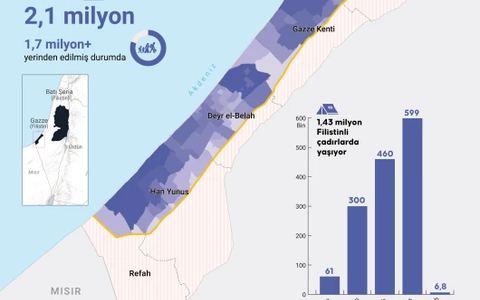 2,1 milyon
1,7 milyon+
yerinden edilmiş durumda
Batı Şeria
(Filistin)
Gazze
(Filistin)
Ürdün
Mısır
Akdeniz
Gazze Kenti
Deyr el-Belah
Han Yunus
Refah
MISIR
1,43 milyon
Filistinli
çadırlarda
yaşıyor
600
Bin
500
400
300
200
100
0
61
300
460
599
6,8